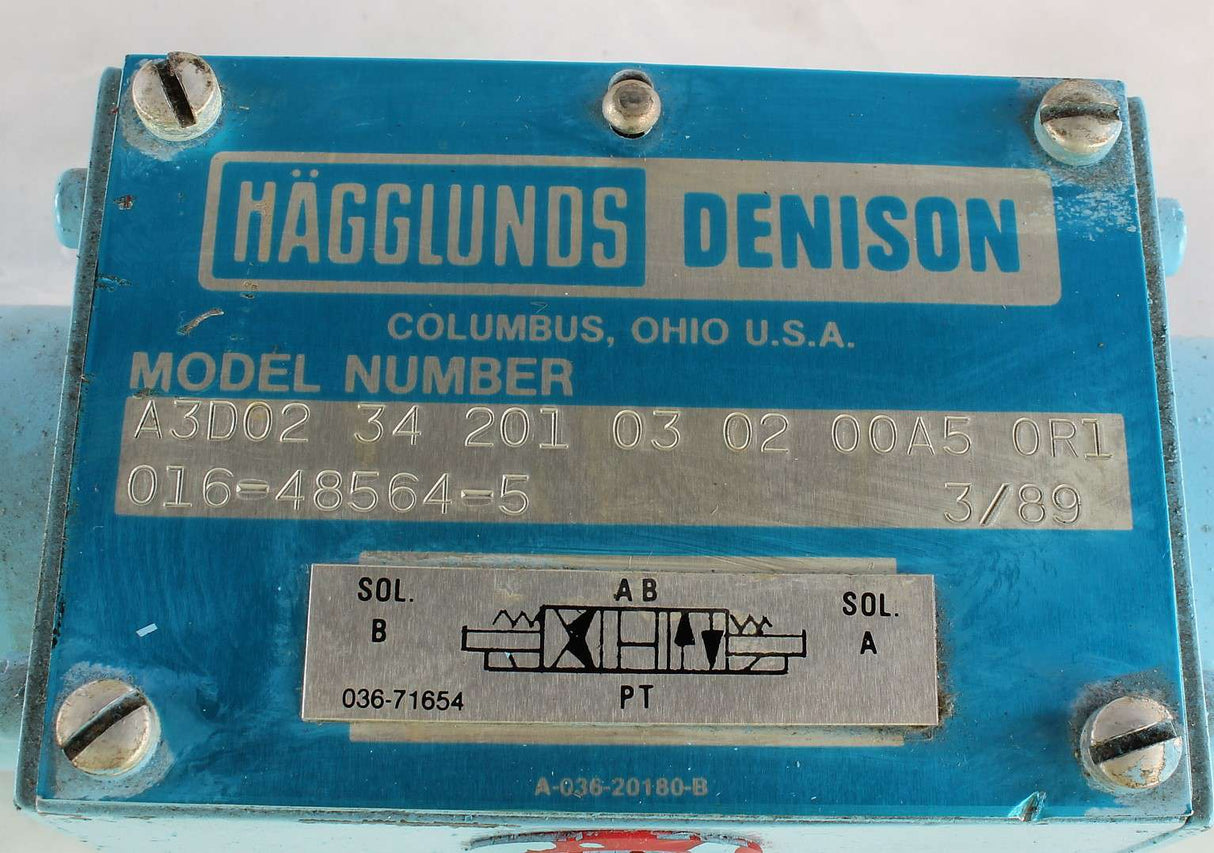 HÄGGLUNDS DENISON
COLUMBUS, OHIO U.S.A.
MODEL NUMBER
A3D02 34 201 03 02 00A5 0R1
016-48564-5 3/89
SOL. B
A B
SOL. A
036-71654
PT
A-036-20180-B